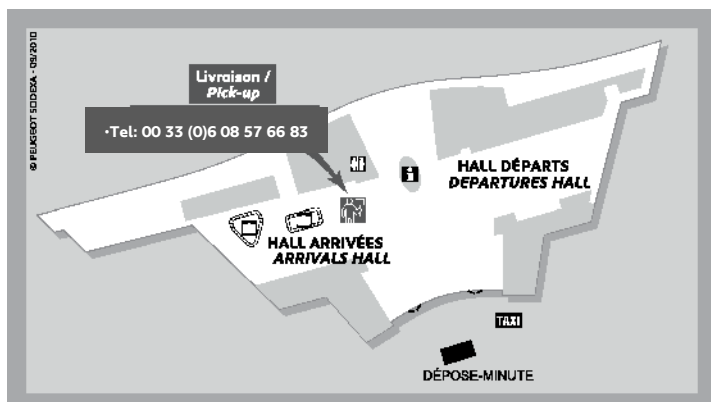 © PEUGEOT SODEXA - 09/2010
Livraison /
Pick-up
•Tel: 00 33 (0)6 08 57 66 83
i
HALL DÉPARTS
DEPARTURES HALL
HALL ARRIVÉES
ARRIVALS HALL
TAXI
DÉPOSE-MINUTE